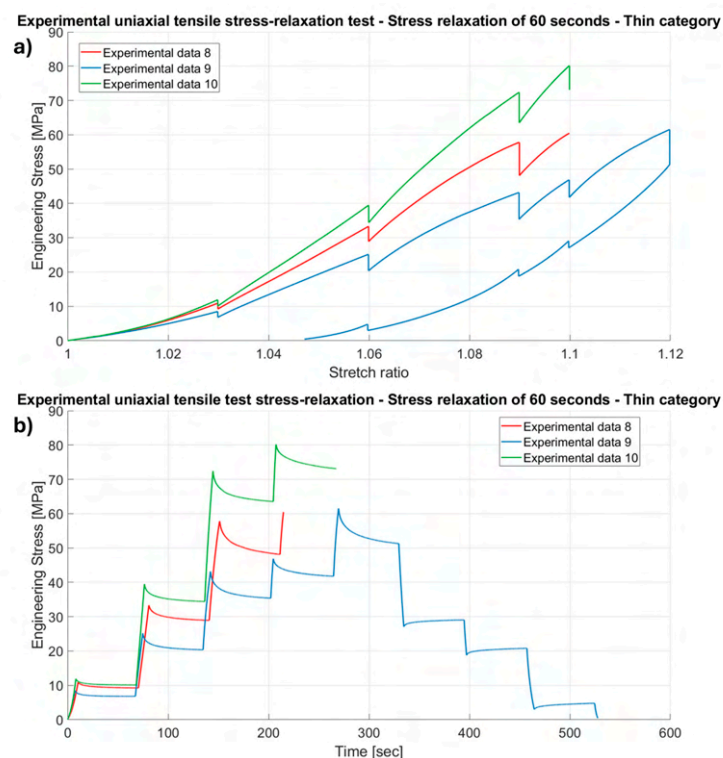 Experimental uniaxial tensile stress-relaxation test - Stress relaxation of 60 seconds - Thin category
a)
90
80
70
60
50
40
30
20
10
0
Engineering Stress [MPa]
Experimental data 8
Experimental data 9
Experimental data 10
1 1.02 1.04 1.06 1.08 1.1 1.12
Stretch ratio
Experimental uniaxial tensile test stress-relaxation - Stress relaxation of 60 seconds - Thin category
b)
90
80
70
60
50
40
30
20
10
0
Engineering Stress [MPa]
Experimental data 8
Experimental data 9
Experimental data 10
0 100 200 300 400 500 600
Time [sec]